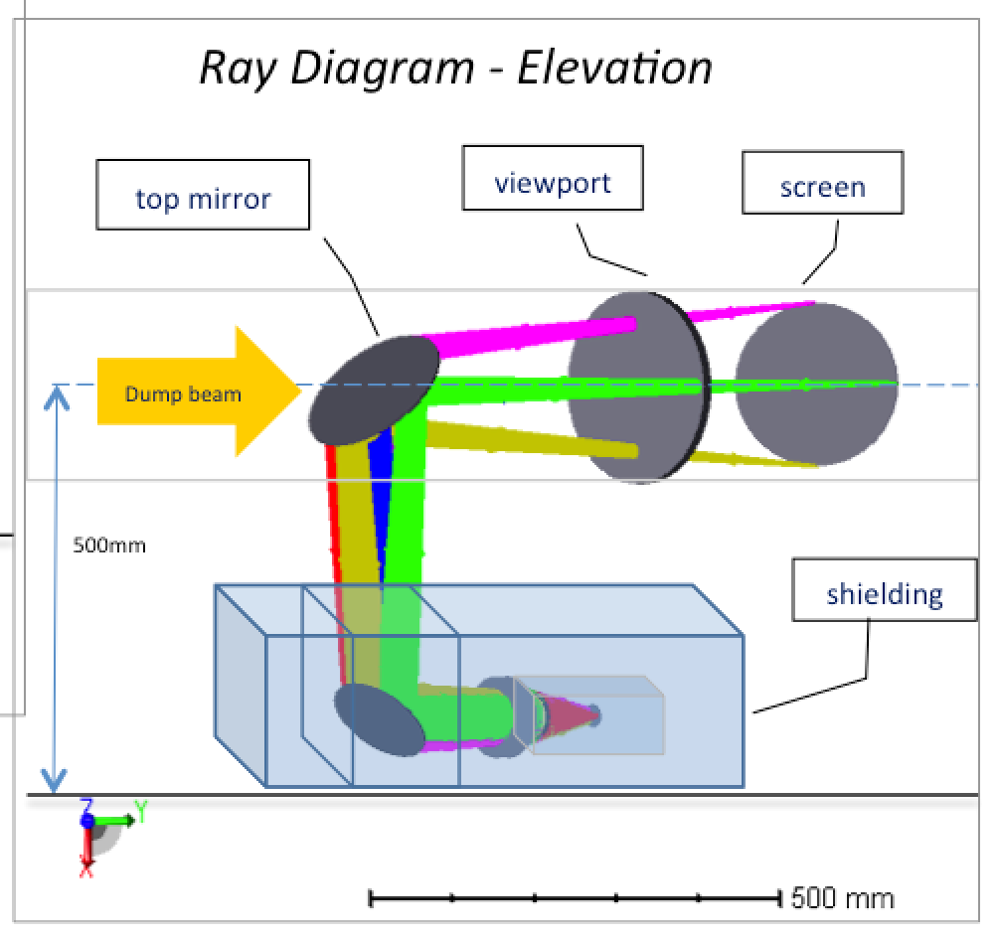 Ray Diagram - Elevation
top mirror
viewport
screen
Dump beam
500mm
shielding
Z
Y
X
500 mm